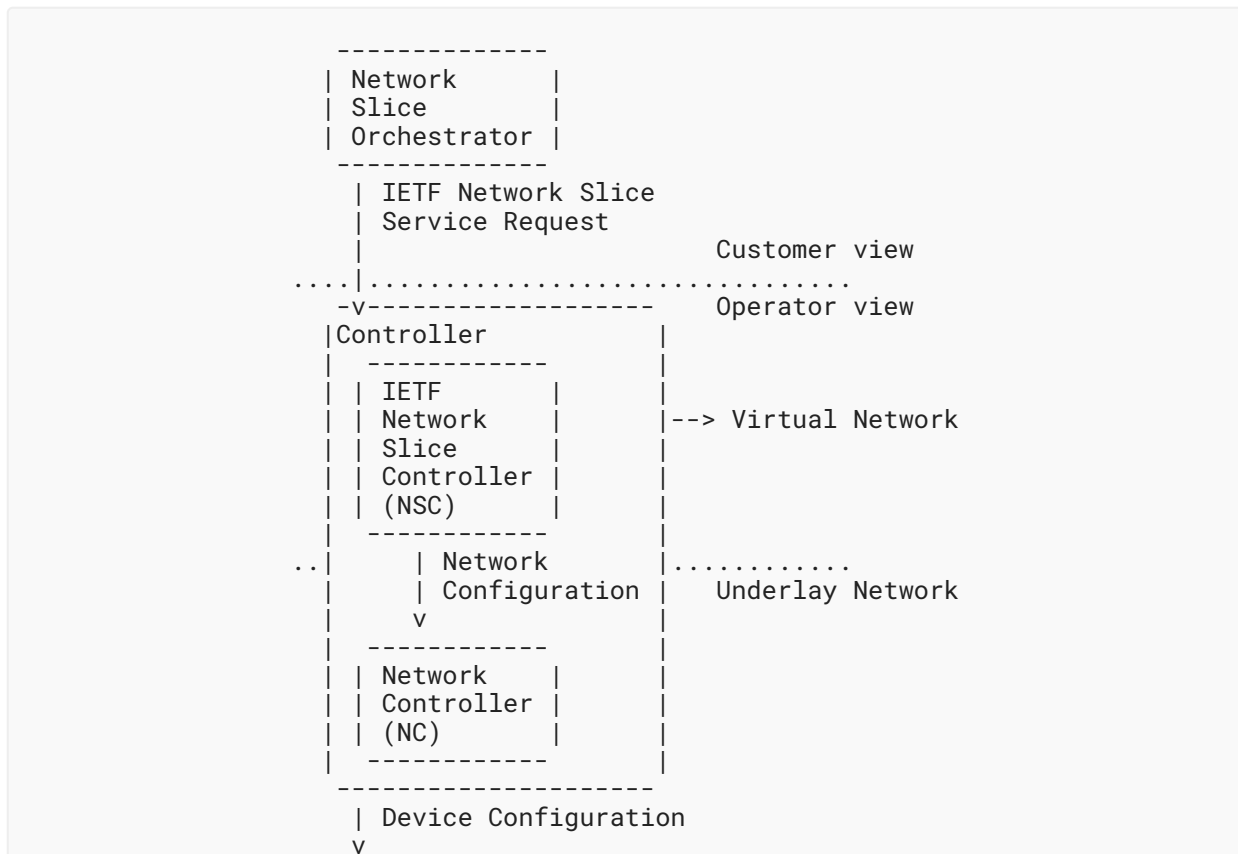 --------------
| Network      |
| Slice        |
| Orchestrator |
--------------
| IETF Network Slice
| Service Request
|                       Customer view
....|................................
-v-------------------    Operator view
|Controller            |
|  ------------        |
| | IETF       |       |
| | Network    |       |--> Virtual Network
| | Slice      |       |
| | Controller |       |
| | (NSC)      |       |
|  ------------        |
..|     | Network        |............
|     | Configuration  |   Underlay Network
|     v                |
|  ------------        |
| | Network    |       |
| | Controller |       |
| | (NC)       |       |
|  ------------        |
---------------------
| Device Configuration
v